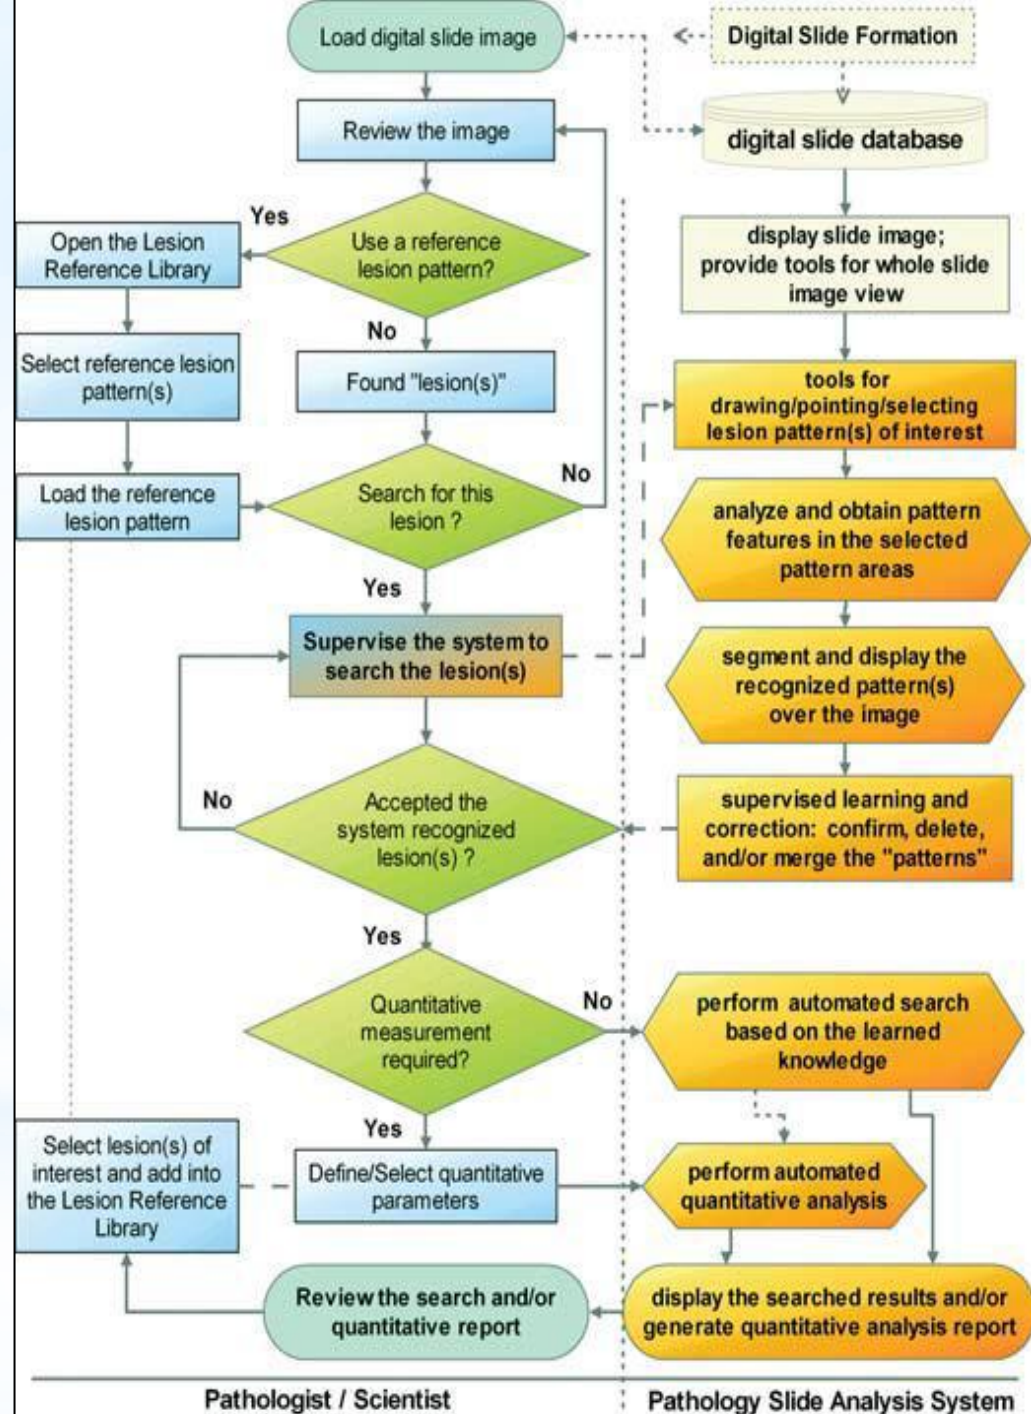 Load digital slide image
Digital Slide Formation
Review the image
digital slide database
Yes
Use a reference
lesion pattern?
Open the Lesion
Reference Library
display slide image;
provide tools for whole slide
image view
No
Select reference lesion
pattern(s)
Found "lesion(s)"
tools for
drawing/pointing/selecting
lesion pattern(s) of interest
Load the reference
lesion pattern
Search for this
lesion ?
No
analyze and obtain pattern
features in the selected
pattern areas
Yes
Supervise the system to
search the lesion(s)
segment and display the
recognized pattern(s)
over the image
No
Accepted the
system recognized
lesion(s) ?
supervised learning and
correction: confirm, delete,
and/or merge the "patterns"
Yes
Quantitative
measurement
required?
No
perform automated search
based on the learned
knowledge
Yes
Select lesion(s) of
interest and add into
the Lesion Reference
Library
Define/Select quantitative
parameters
perform automated
quantitative analysis
Review the search and/or
quantitative report
display the searched results and/or
generate quantitative analysis report
Pathologist / Scientist
Pathology Slide Analysis System